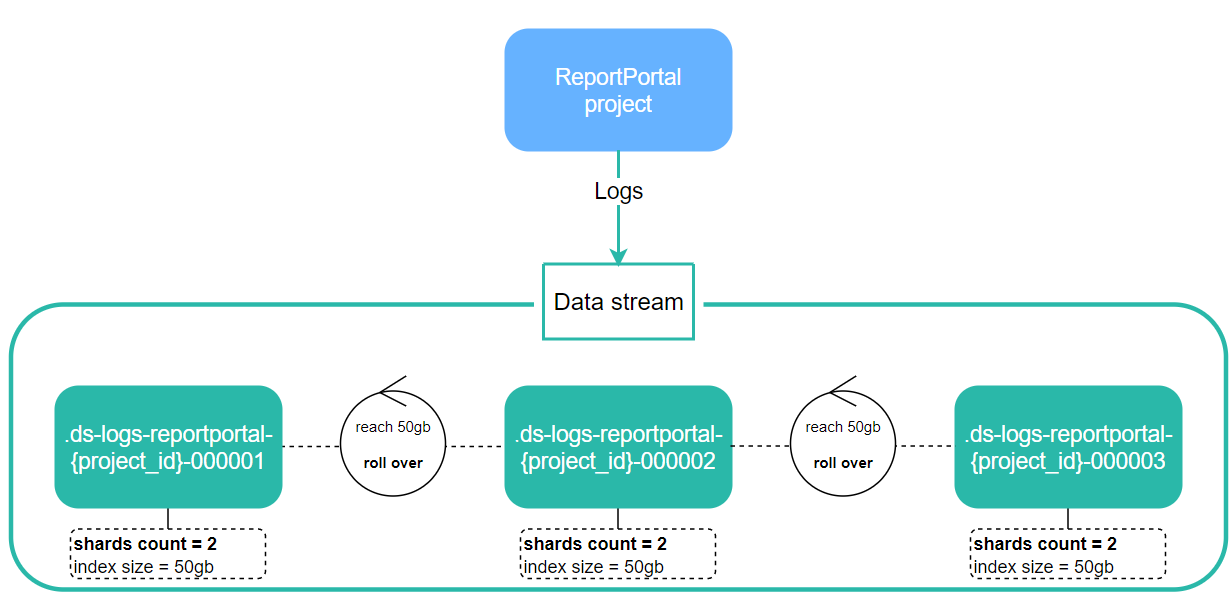 ReportPortal
project
Logs
Data stream
.ds-logs-reportportal-
{project_id}-000001
reach 50gb
roll over
.ds-logs-reportportal-
{project_id}-000002
reach 50gb
roll over
.ds-logs-reportportal-
{project_id}-000003
shards count = 2
index size = 50gb
shards count = 2
index size = 50gb
shards count = 2
index size = 50gb